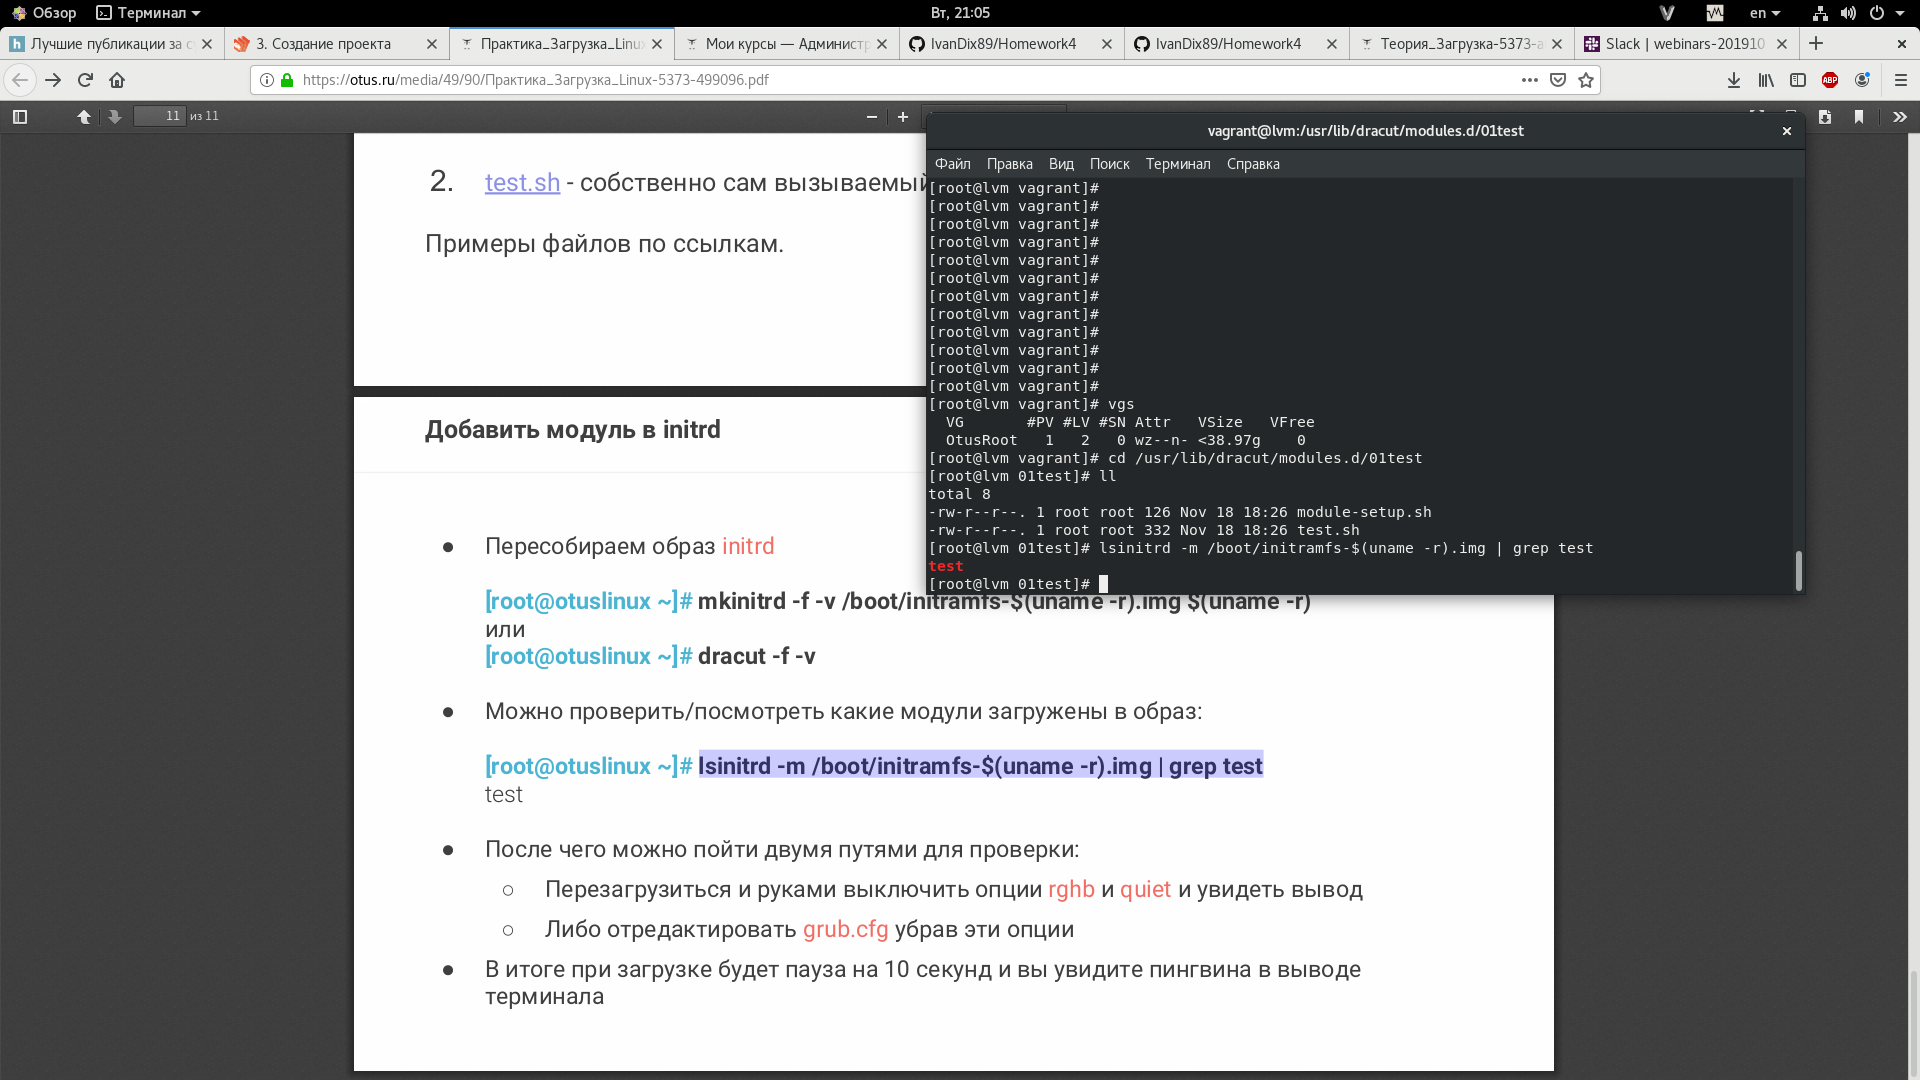 Обзор Терминал Вт, 21:05 en
Лучшие публикации за с
3. Создание проекта
Практика_Загрузка_Linu
Мои курсы — Админист
IvanDix89/Homework4
IvanDix89/Homework4
Теория_Загрузка-5373-a
Slack | webinars-201910
https://otus.ru/media/49/90/Практика_Загрузка_Linux-5373-499096.pdf
ABP
11 из 11
2. test.sh - собственно сам вызываемый
Примеры файлов по ссылкам.
vagrant@lvm:/usr/lib/dracut/modules.d/01test
Файл Правка Вид Поиск Терминал Справка
[root@lvm vagrant]#
[root@lvm vagrant]#
[root@lvm vagrant]#
[root@lvm vagrant]#
[root@lvm vagrant]#
[root@lvm vagrant]#
[root@lvm vagrant]#
[root@lvm vagrant]#
[root@lvm vagrant]#
[root@lvm vagrant]#
[root@lvm vagrant]#
[root@lvm vagrant]#
[root@lvm vagrant]# vgs
VG #PV #LV #SN Attr VSize VFree
OtusRoot 1 2 0 wz--n- <38.97g 0
[root@lvm vagrant]# cd /usr/lib/dracut/modules.d/01test
[root@lvm 01test]# ll
total 8
-rw-r--r--. 1 root root 126 Nov 18 18:26 module-setup.sh
-rw-r--r--. 1 root root 332 Nov 18 18:26 test.sh
[root@lvm 01test]# lsinitrd -m /boot/initramfs-$(uname -r).img | grep test
test
[root@lvm 01test]#
Добавить модуль в initrd
● Пересобираем образ initrd
[root@otuslinux ~]# mkinitrd -f -v /boot/initramfs-$(uname -r).img $(uname -r)
или
[root@otuslinux ~]# dracut -f -v
● Можно проверить/посмотреть какие модули загружены в образ:
[root@otuslinux ~]# lsinitrd -m /boot/initramfs-$(uname -r).img | grep test
test
● После чего можно пойти двумя путями для проверки:
○ Перезагрузиться и руками выключить опции rghb и quiet и увидеть вывод
○ Либо отредактировать grub.cfg убрав эти опции
● В итоге при загрузке будет пауза на 10 секунд и вы увидите пингвина в выводе
терминала